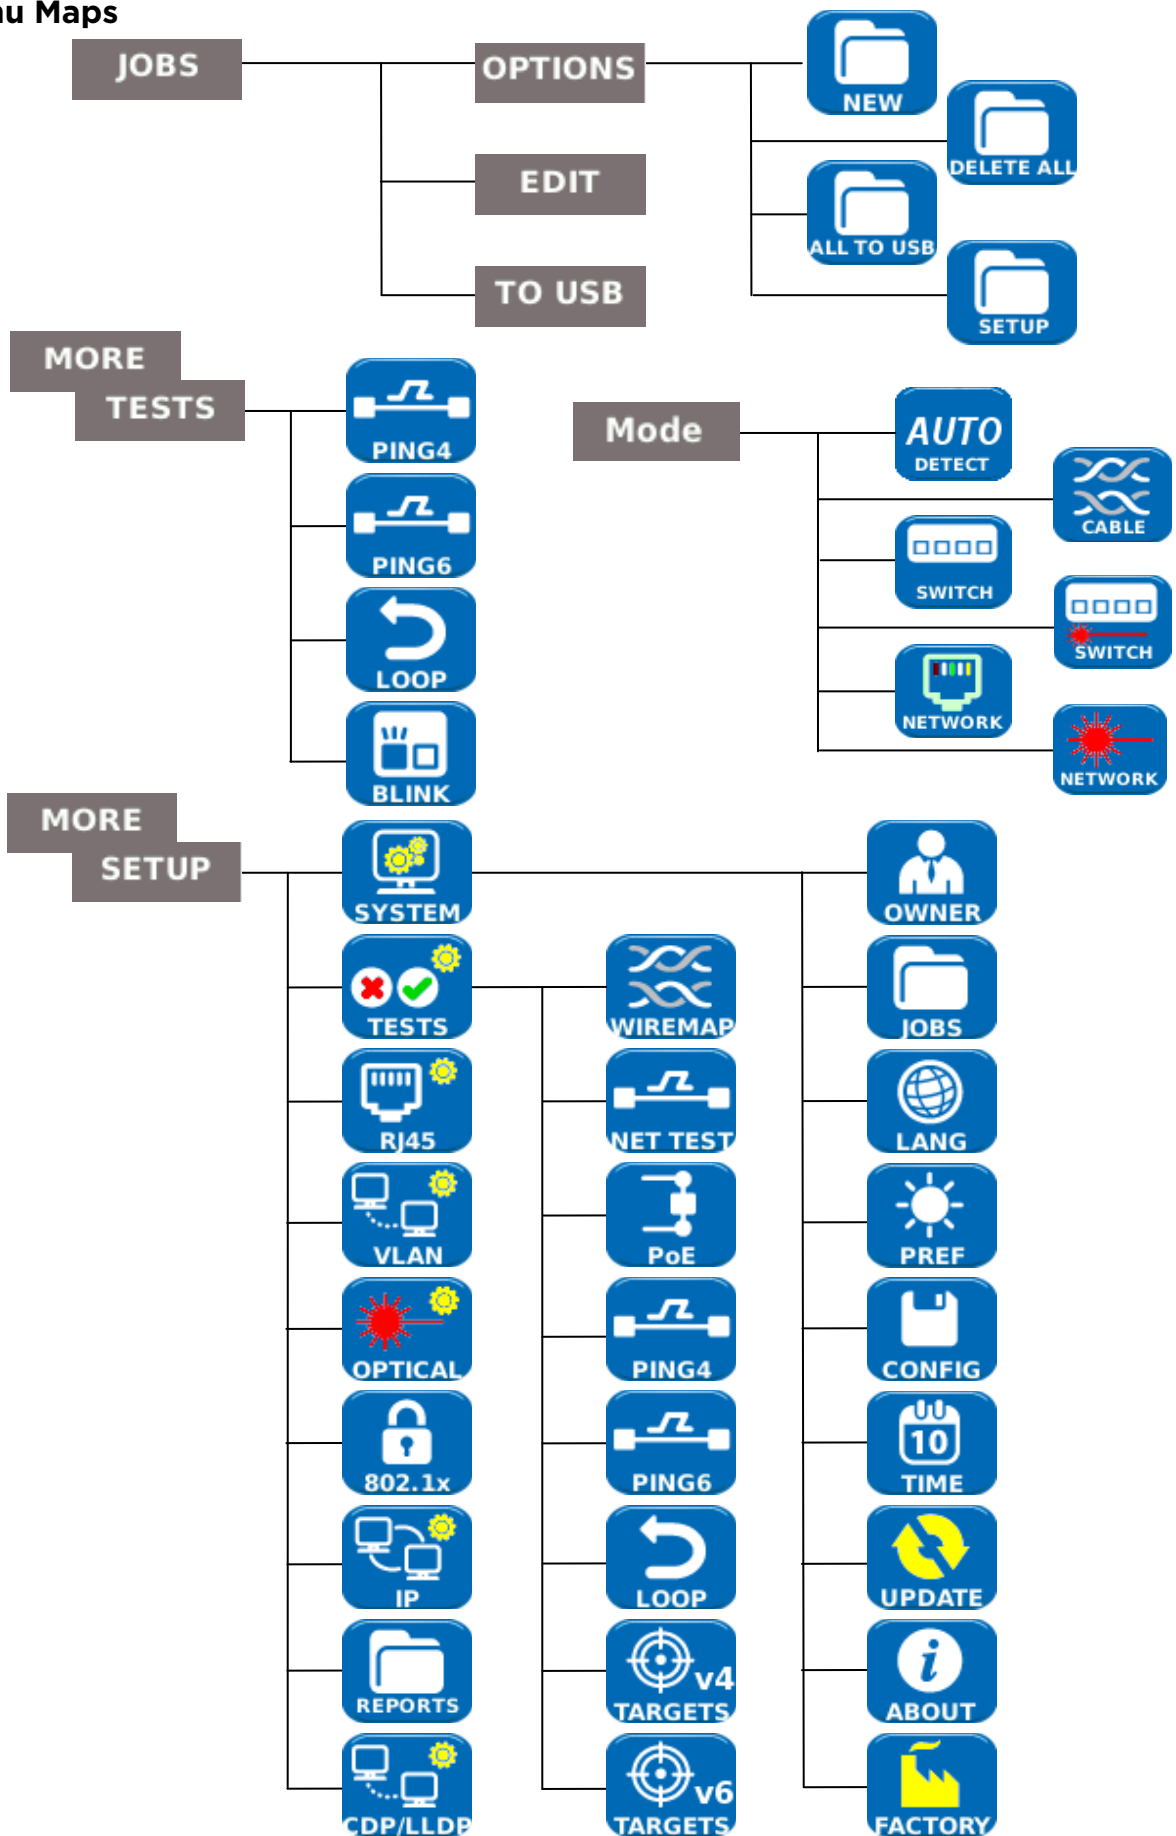 nu Maps
JOBS
OPTIONS
NEW
DELETE ALL
EDIT
ALL TO USB
TO USB
SETUP
MORE
TESTS
PING4
PING6
LOOP
BLINK
Mode
AUTO
DETECT
CABLE
SWITCH
SWITCH
NETWORK
NETWORK
MORE
SETUP
SYSTEM
TESTS
RJ45
VLAN
OPTICAL
802.1x
IP
REPORTS
CDP/LLDP
WIREMAP
NET TEST
PoE
PING4
PING6
LOOP
v4
TARGETS
v6
TARGETS
OWNER
JOBS
LANG
PREF
CONFIG
10
TIME
UPDATE
i
ABOUT
FACTORY